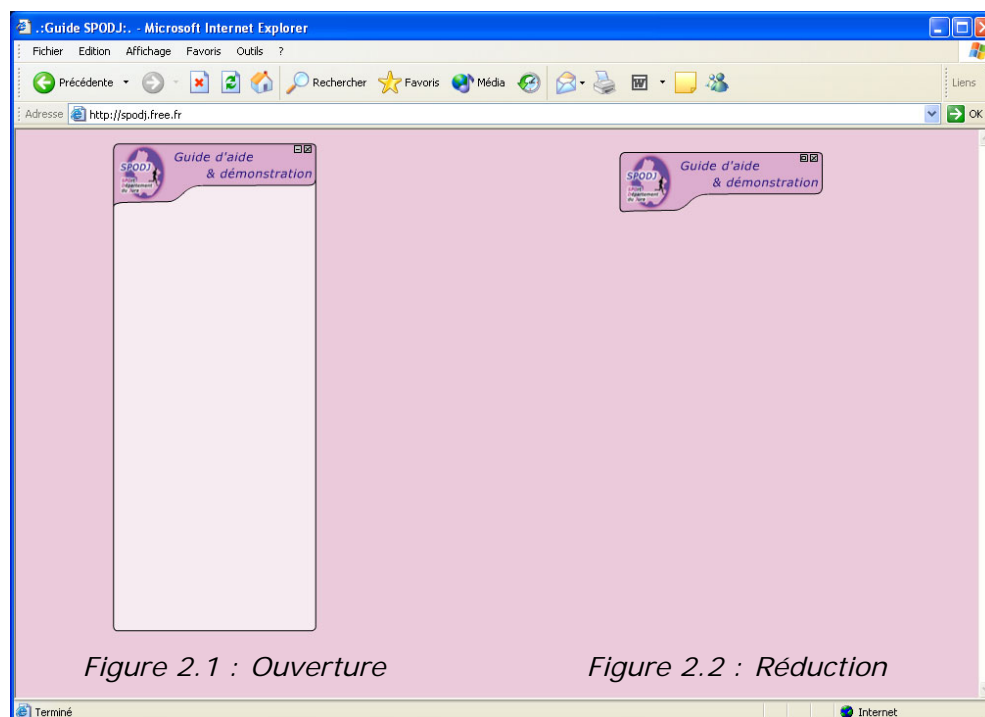 .:Guide SPODJ:. - Microsoft Internet Explorer
Fichier Edition Affichage Favoris Outils ?
Précédente Rechercher Favoris Média Liens
Adresse http://spodj.free.fr OK
SPODJ
Guide d'aide
& démonstration
SPODJ
Guide d'aide
& démonstration
Figure 2.1 : Ouverture
Figure 2.2 : Réduction
Terminé Internet